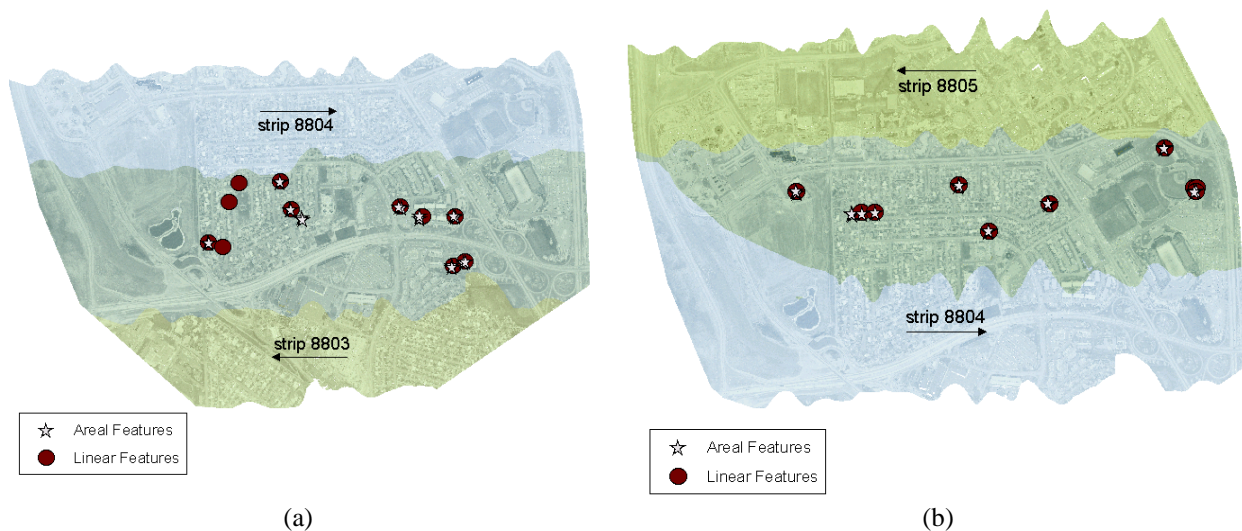 strip 8804
strip 8803
Areal Features
Linear Features
(a)
strip 8805
strip 8804
Areal Features
Linear Features
(b)